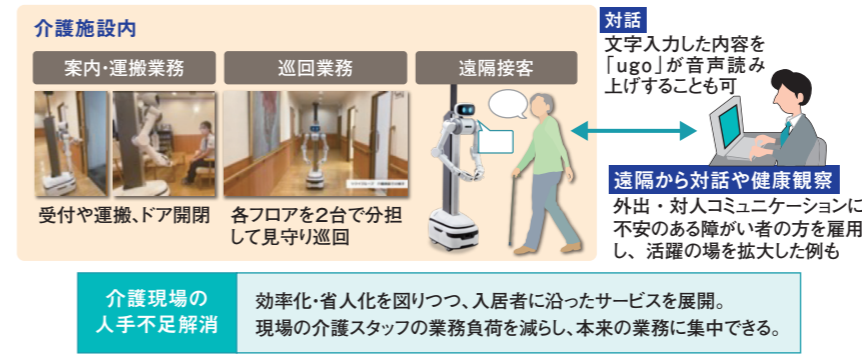 介護施設内
案内・運搬業務
受付や運搬、ドア開閉
巡回業務
各フロアを2台で分担
して見守り巡回
遠隔接客
対話
文字入力した内容を
「ugo」が音声読み
上げすることも可
遠隔から対話や健康観察
外出・対人コミュニケーションに
不安のある障がい者の方を雇用
し、活躍の場を拡大した例も
介護現場の
人手不足解消
効率化・省人化を図りつつ、入居者に沿ったサービスを展開。
現場の介護スタッフの業務負荷を減らし、本来の業務に集中できる。